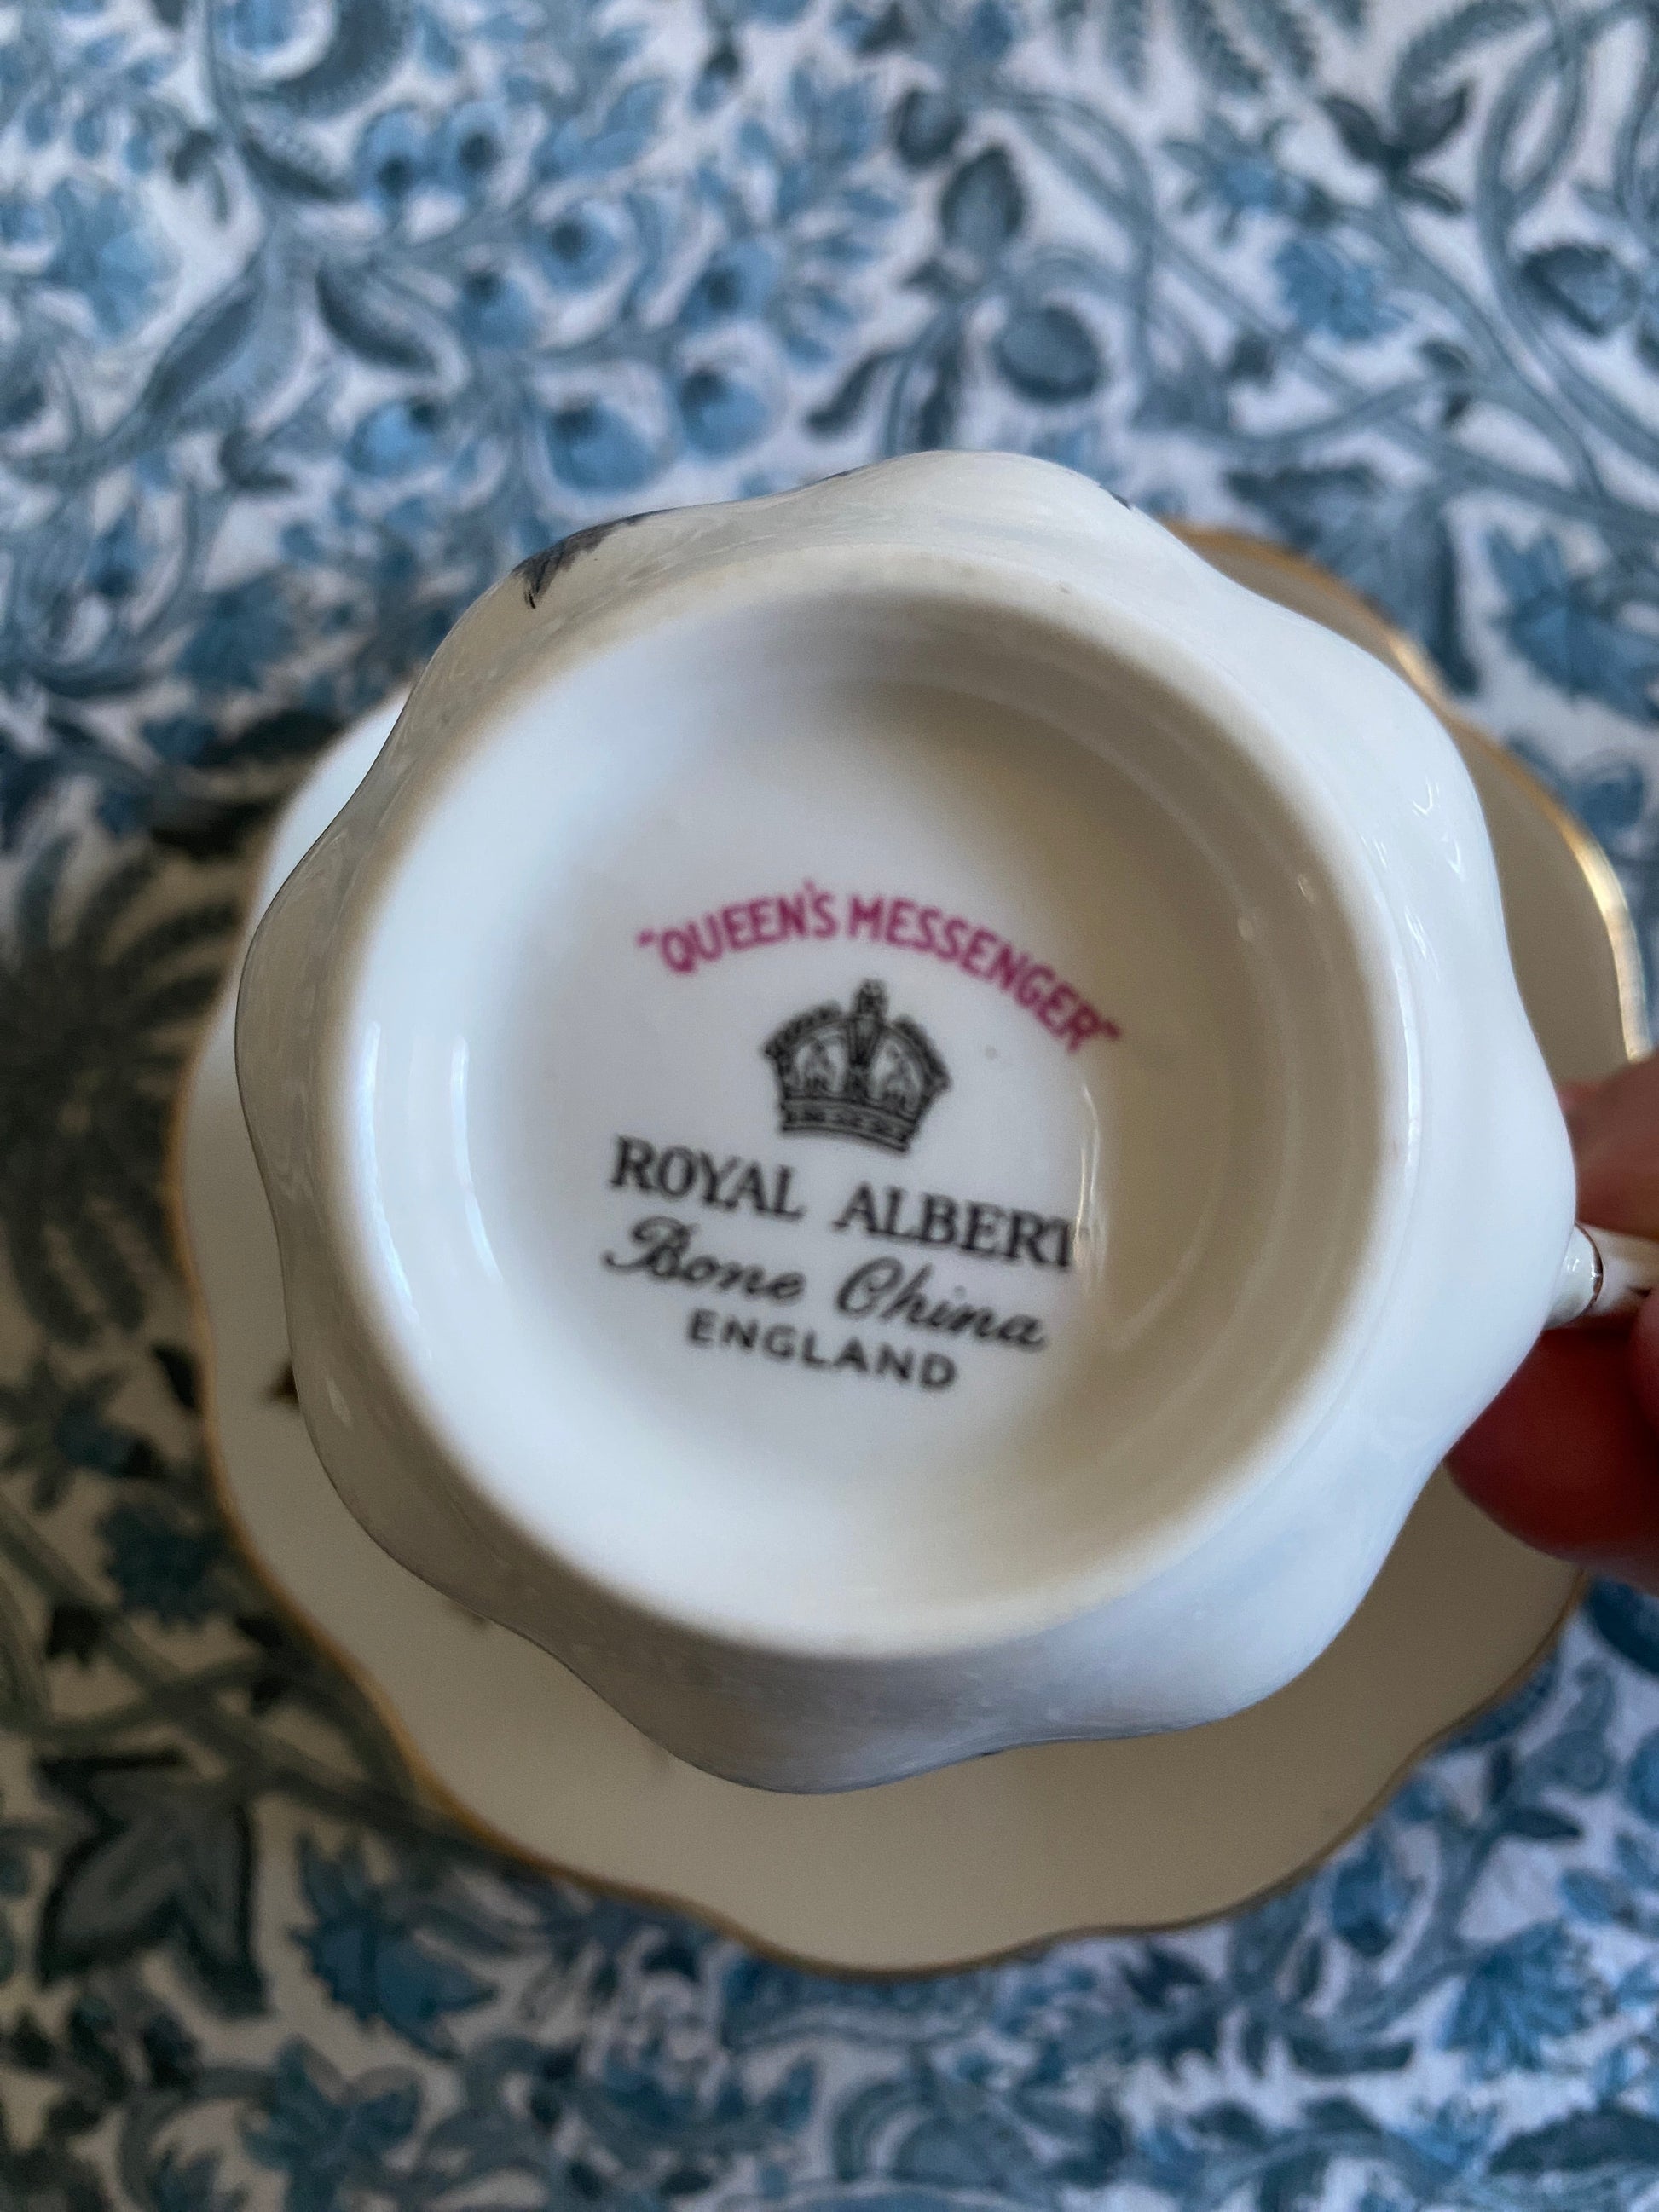 "QUEEN'S MESSENGER"
ROYAL ALBERT
Bone China
ENGLAND